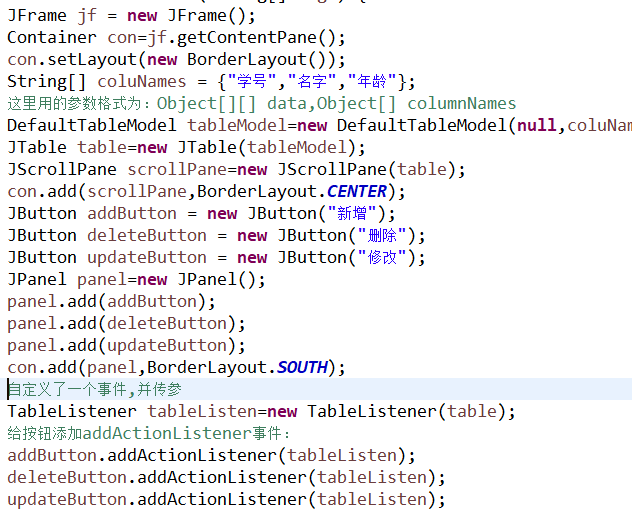 JFrame jf = new JFrame();
Container con=jf.getContentPane();
con.setLayout(new BorderLayout());
String[] coluNames = {"学号","名字","年龄"};
这里用的参数格式为：Object[][] data,Object[] columnNames
DefaultTableModel tableModel=new DefaultTableModel(null,coluNam
JTable table=new JTable(tableModel);
JScrollPane scrollPane=new JScrollPane(table);
con.add(scrollPane,BorderLayout.CENTER);
JButton addButton = new JButton("新增");
JButton deleteButton = new JButton("删除");
JButton updateButton = new JButton("修改");
JPanel panel=new JPanel();
panel.add(addButton);
panel.add(deleteButton);
panel.add(updateButton);
con.add(panel,BorderLayout.SOUTH);
自定义了一个事件,并传参
TableListener tableListen=new TableListener(table);
给按钮添加addActionListener事件：
addButton.addActionListener(tableListen);
deleteButton.addActionListener(tableListen);
updateButton.addActionListener(tableListen);